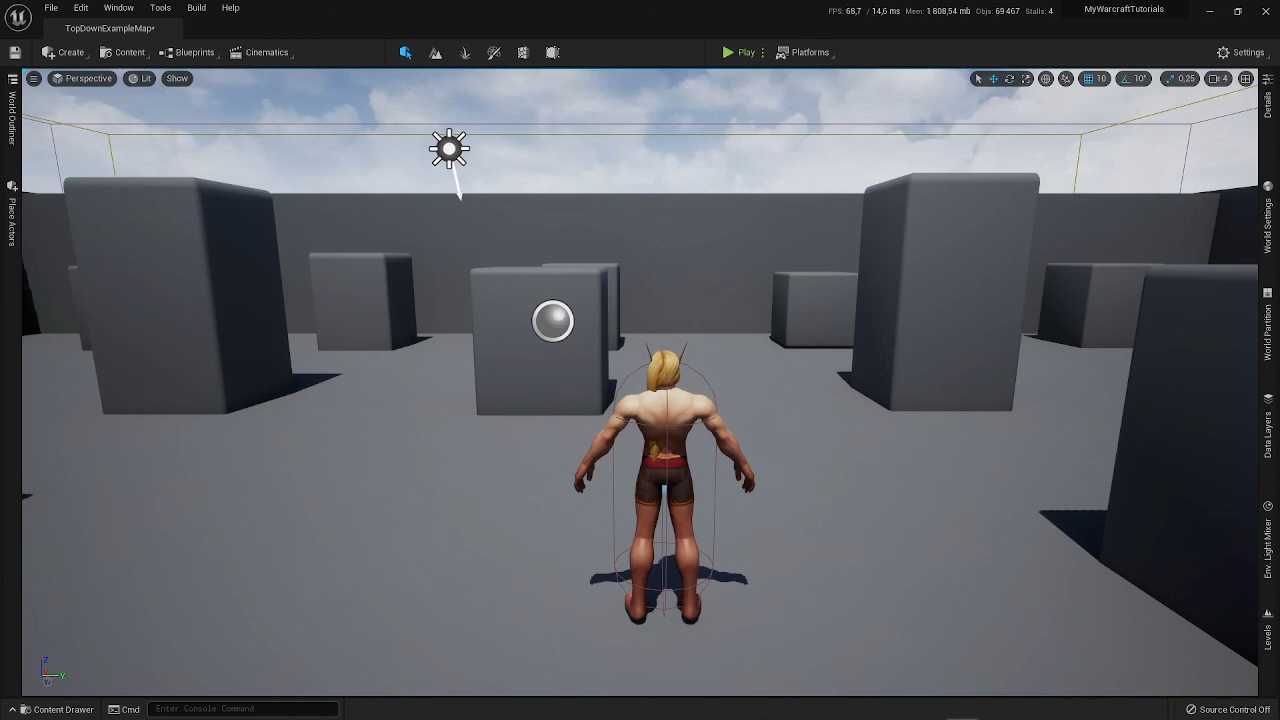 File Edit Window Tools Build Help
FPS: 68,7 / 14,6 ms Mem: 1 808,54 mb Objs: 69 467 Stalls: 4
MyWarcraftTutorials
TopDownExampleMap*
Create Content Blueprints Cinematics Play Platforms Settings
Perspective Lit Show 10 10° 0,25 4
World Outliner
Place Actors
Details
World Settings
World Partition
Data Layers
Env. Light Mixer
Levels
Z
Y
Content Drawer Cmd Enter Console Command Source Control Off